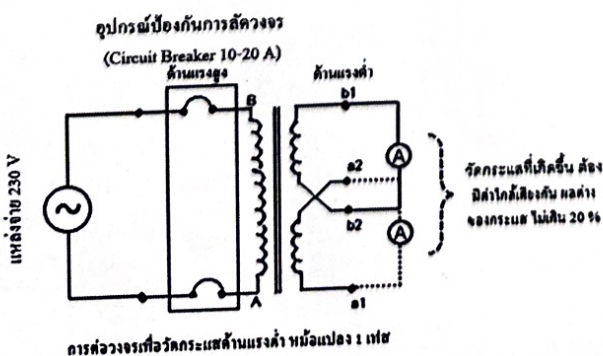 อุปกรณ์ป้องกันการลัดวงจร
(Circuit Breaker 10-20 A)
ด้านแรงสูง
ด้านแรงต่ำ
B
b1
A
a2
วัดกระแสที่เกิดขึ้น ต้อง
มีค่าใกล้เคียงกัน ผลต่าง
ของกระแส ไม่เกิน 20 %
แหล่งจ่าย 230 V
b2
A
A
a1
การต่อวงจรเพื่อวัดกระแสด้านแรงต่ำ หม้อแปลง 1 เฟส